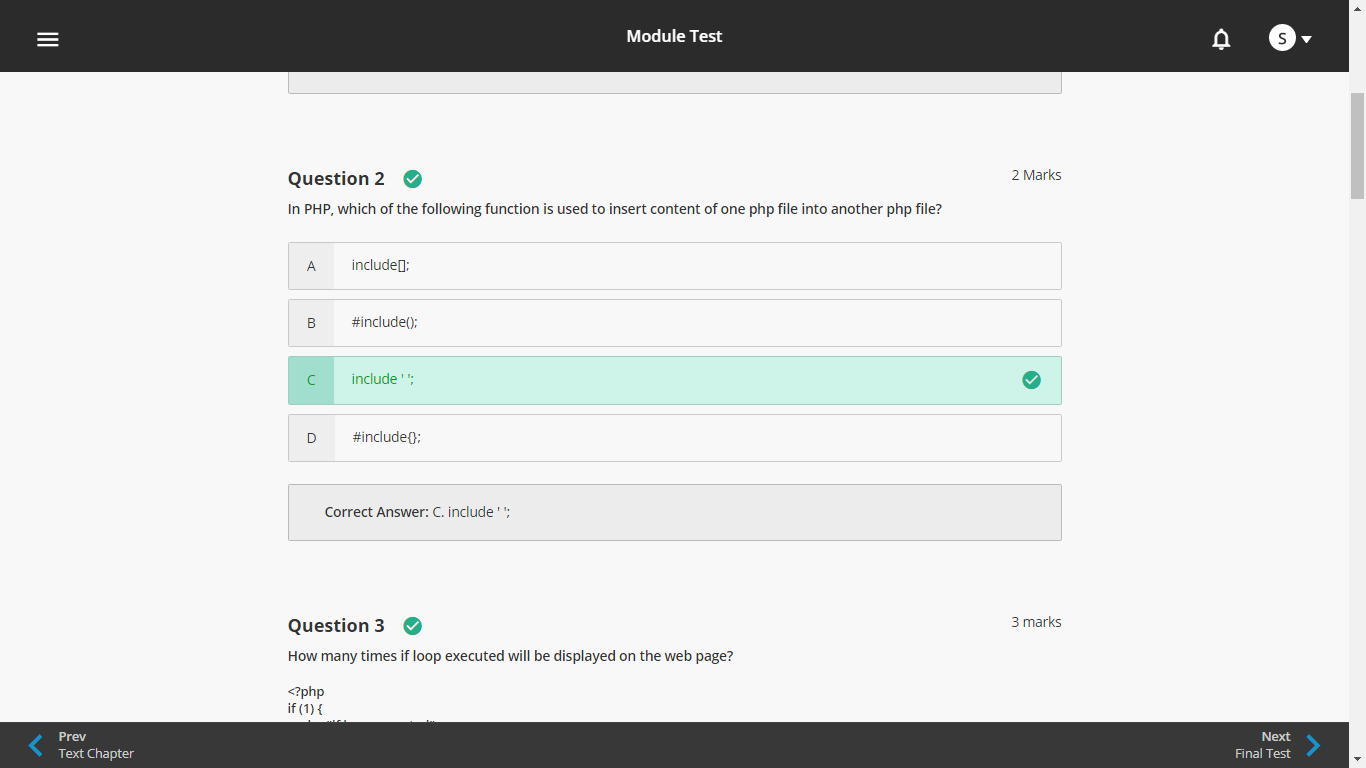 Module Test
S
Question 2
2 Marks
In PHP, which of the following function is used to insert content of one php file into another php file?
A include[];
B #include();
C include ' ';
D #include{};
Correct Answer: C. include ' ';
Question 3
3 marks
How many times if loop executed will be displayed on the web page?
<?php
if (1) {
Prev
Text Chapter
Next
Final Test